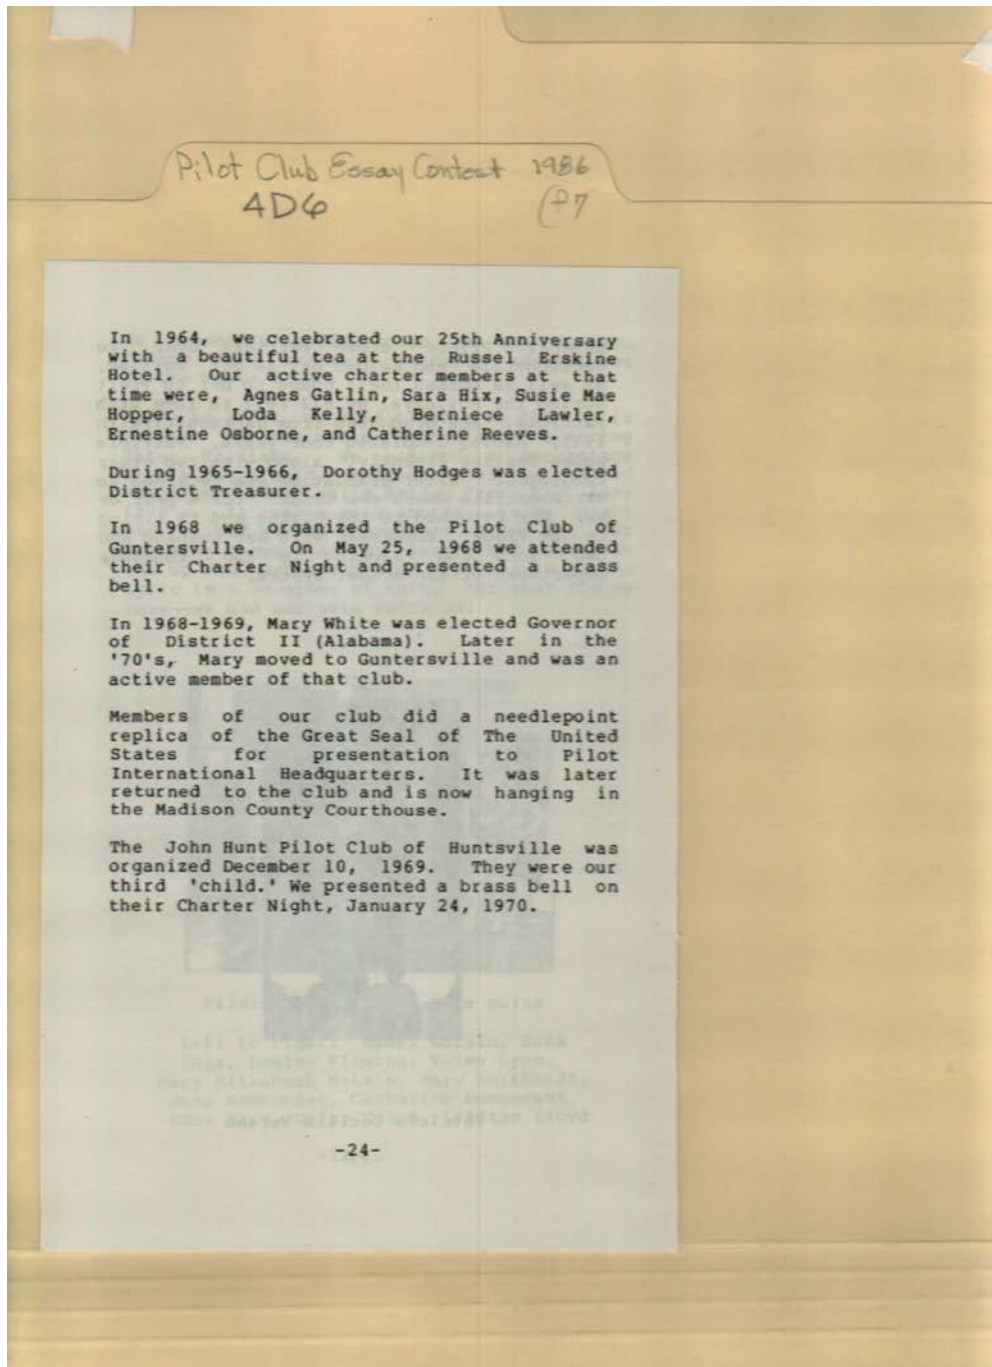 Pilot Club Essay Contest 1986
4D6 (P7
In 1964, we celebrated our 25th Anniversary
with a beautiful tea at the Russel Erskine
Hotel. Our active charter members at that
time were, Agnes Gatlin, Sara Hix, Susie Mae
Hopper, Loda Kelly, Berniece Lawler,
Ernestine Osborne, and Catherine Reeves.
During 1965-1966, Dorothy Hodges was elected
District Treasurer.
In 1968 we organized the Pilot Club of
Guntersville. On May 25, 1968 we attended
their Charter Night and presented a brass
bell.
In 1968-1969, Mary White was elected Governor
of District II (Alabama). Later in the
'70's, Mary moved to Guntersville and was an
active member of that club.
Members of our club did a needlepoint
replica of the Great Seal of The United
States for presentation to Pilot
International Headquarters. It was later
returned to the club and is now hanging in
the Madison County Courthouse.
The John Hunt Pilot Club of Huntsville was
organized December 10, 1969. They were our
third 'child.' We presented a brass bell on
their Charter Night, January 24, 1970.
-24-